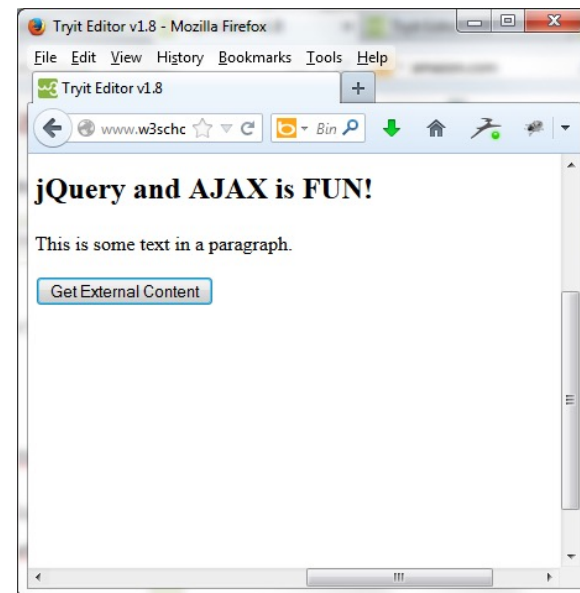 Tryit Editor v1.8 - Mozilla Firefox
File Edit View History Bookmarks Tools Help
Tryit Editor v1.8
www.w3schc
Bin
jQuery and AJAX is FUN!
This is some text in a paragraph.
Get External Content